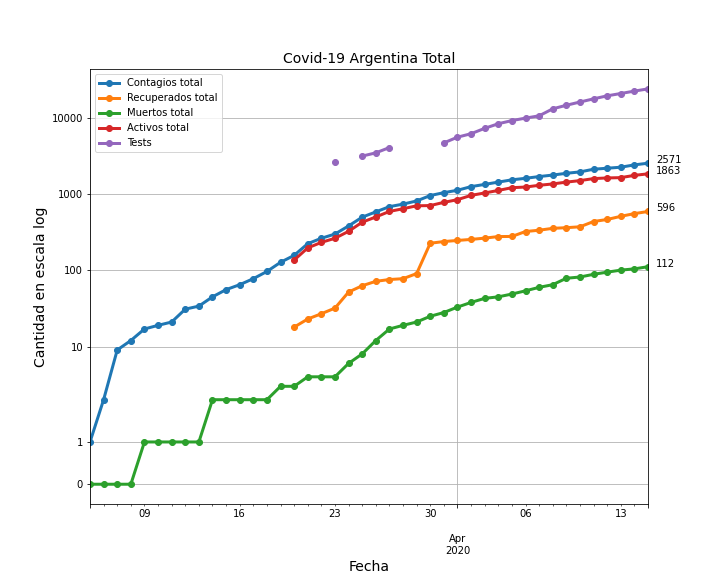 Covid-19 Argentina Total
Contagios total
Recuperados total
Muertos total
Activos total
Tests
10000
1000
100
10
1
0
Cantidad en escala log
2571
1863
596
112
09
16
23
30
06
13
Apr
2020
Fecha